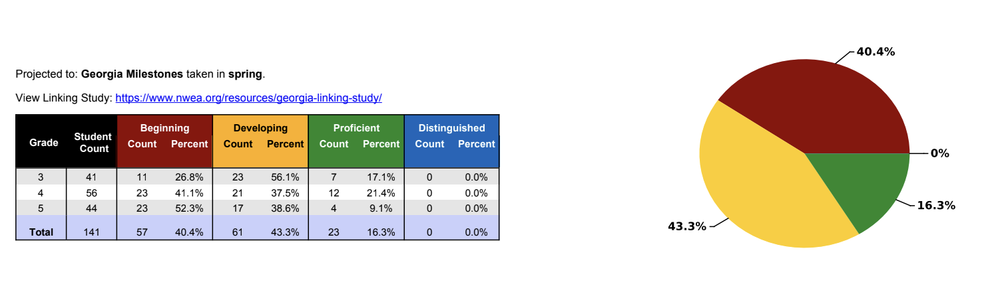 Projected to: Georgia Milestones taken in spring.
View Linking Study: https://www.nwea.org/resources/georgia-linking-study/
Grade Student Count Beginning Developing Proficient Distinguished
Count Percent Count Percent Count Percent Count Percent
3 41 11 26.8% 23 56.1% 7 17.1% 0 0.0%
4 56 23 41.1% 21 37.5% 12 21.4% 0 0.0%
5 44 23 52.3% 17 38.6% 4 9.1% 0 0.0%
Total 141 57 40.4% 61 43.3% 23 16.3% 0 0.0%
40.4%
0%
16.3%
43.3%